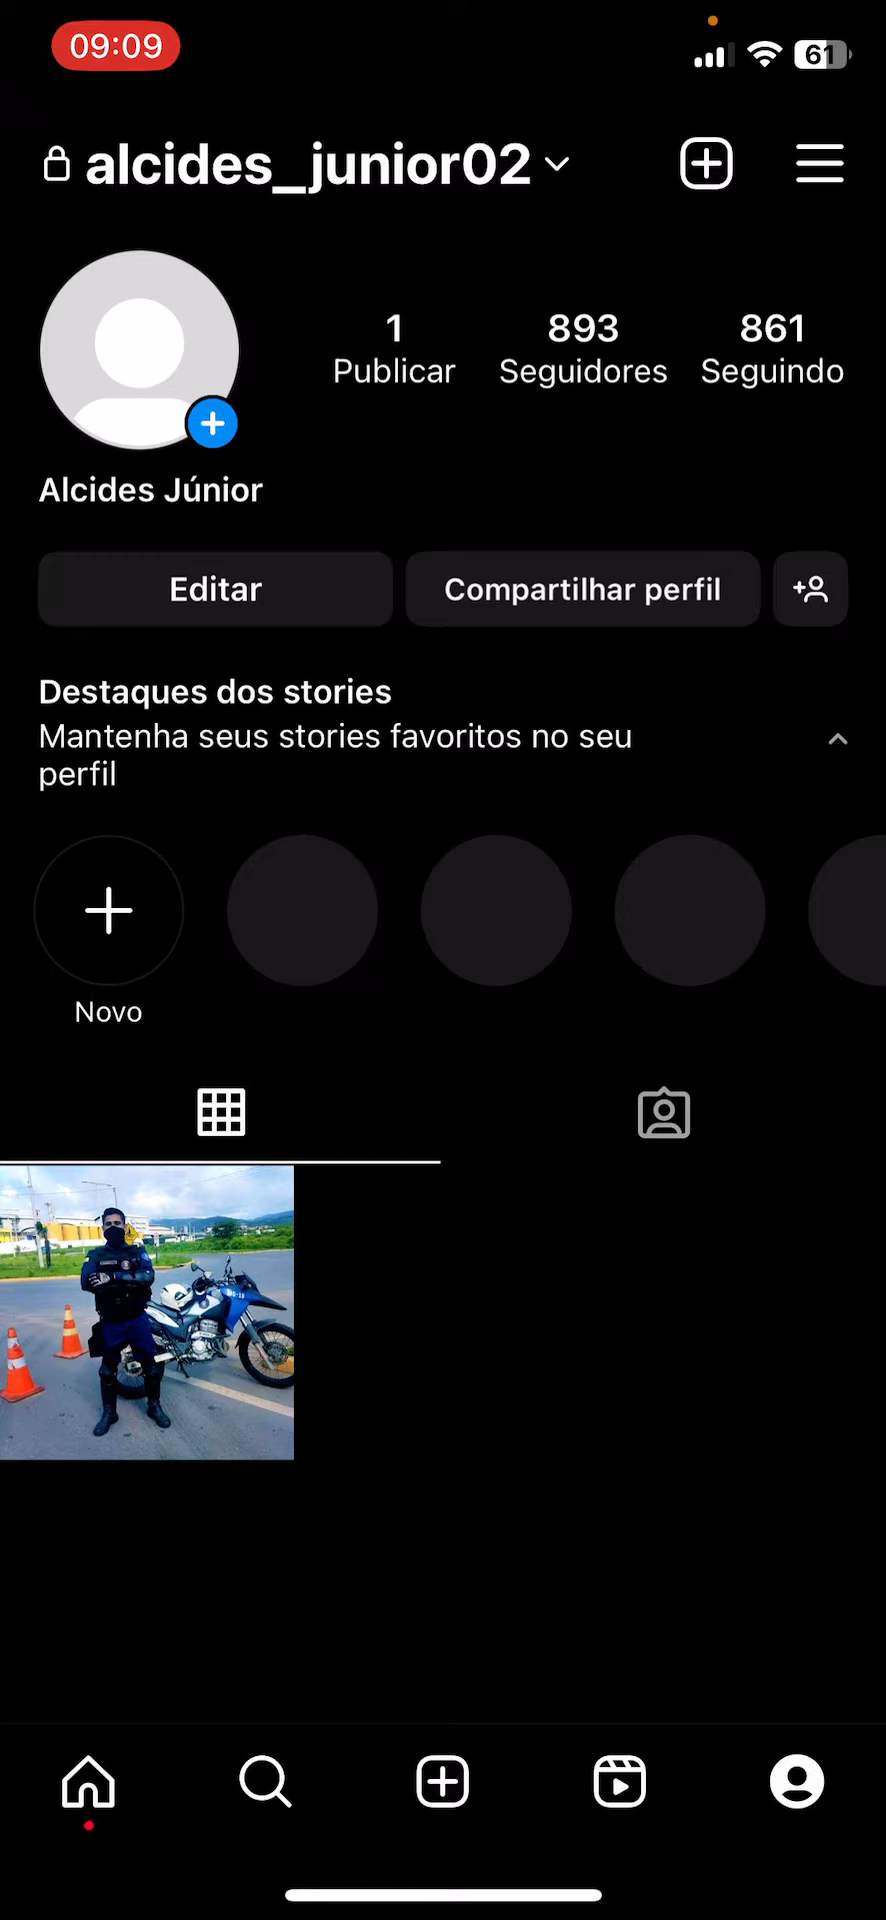 09:09
61
alcides_junior02
1
893
861
Publicar
Seguidores
Seguindo
Alcides Júnior
Editar
Compartilhar perfil
Destaques dos stories
Mantenha seus stories favoritos no seu
perfil
Novo